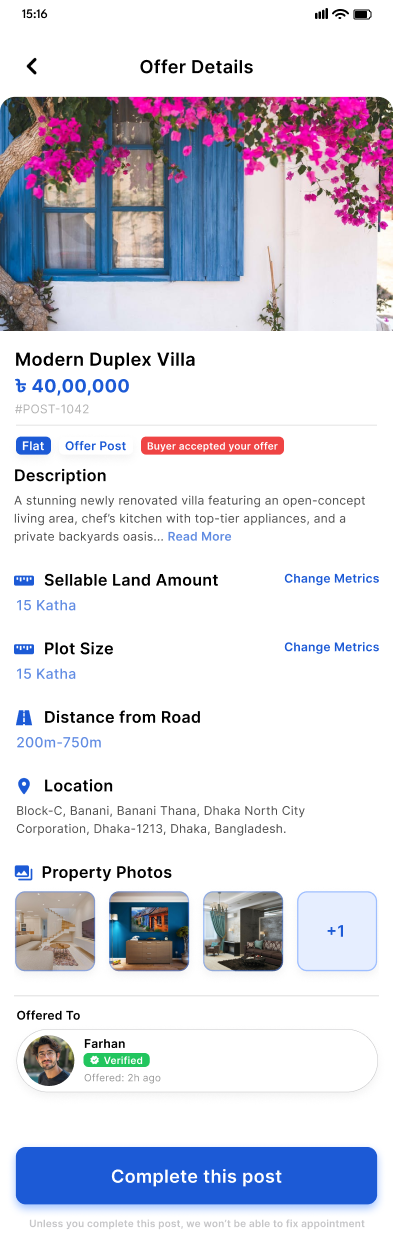 15:16
Offer Details
Modern Duplex Villa
৳ 40,00,000
#POST-1042
Flat
Offer Post
Buyer accepted your offer
Description
A stunning newly renovated villa featuring an open-concept
living area, chef's kitchen with top-tier appliances, and a
private backyards oasis... Read More
Sellable Land Amount
Change Metrics
15 Katha
Plot Size
Change Metrics
15 Katha
Distance from Road
200m-750m
Location
Block-C, Banani, Banani Thana, Dhaka North City
Corporation, Dhaka-1213, Dhaka, Bangladesh.
Property Photos
+1
Offered To
Farhan
Verified
Offered: 2h ago
Complete this post
Unless you complete this post, we won't be able to fix appointment